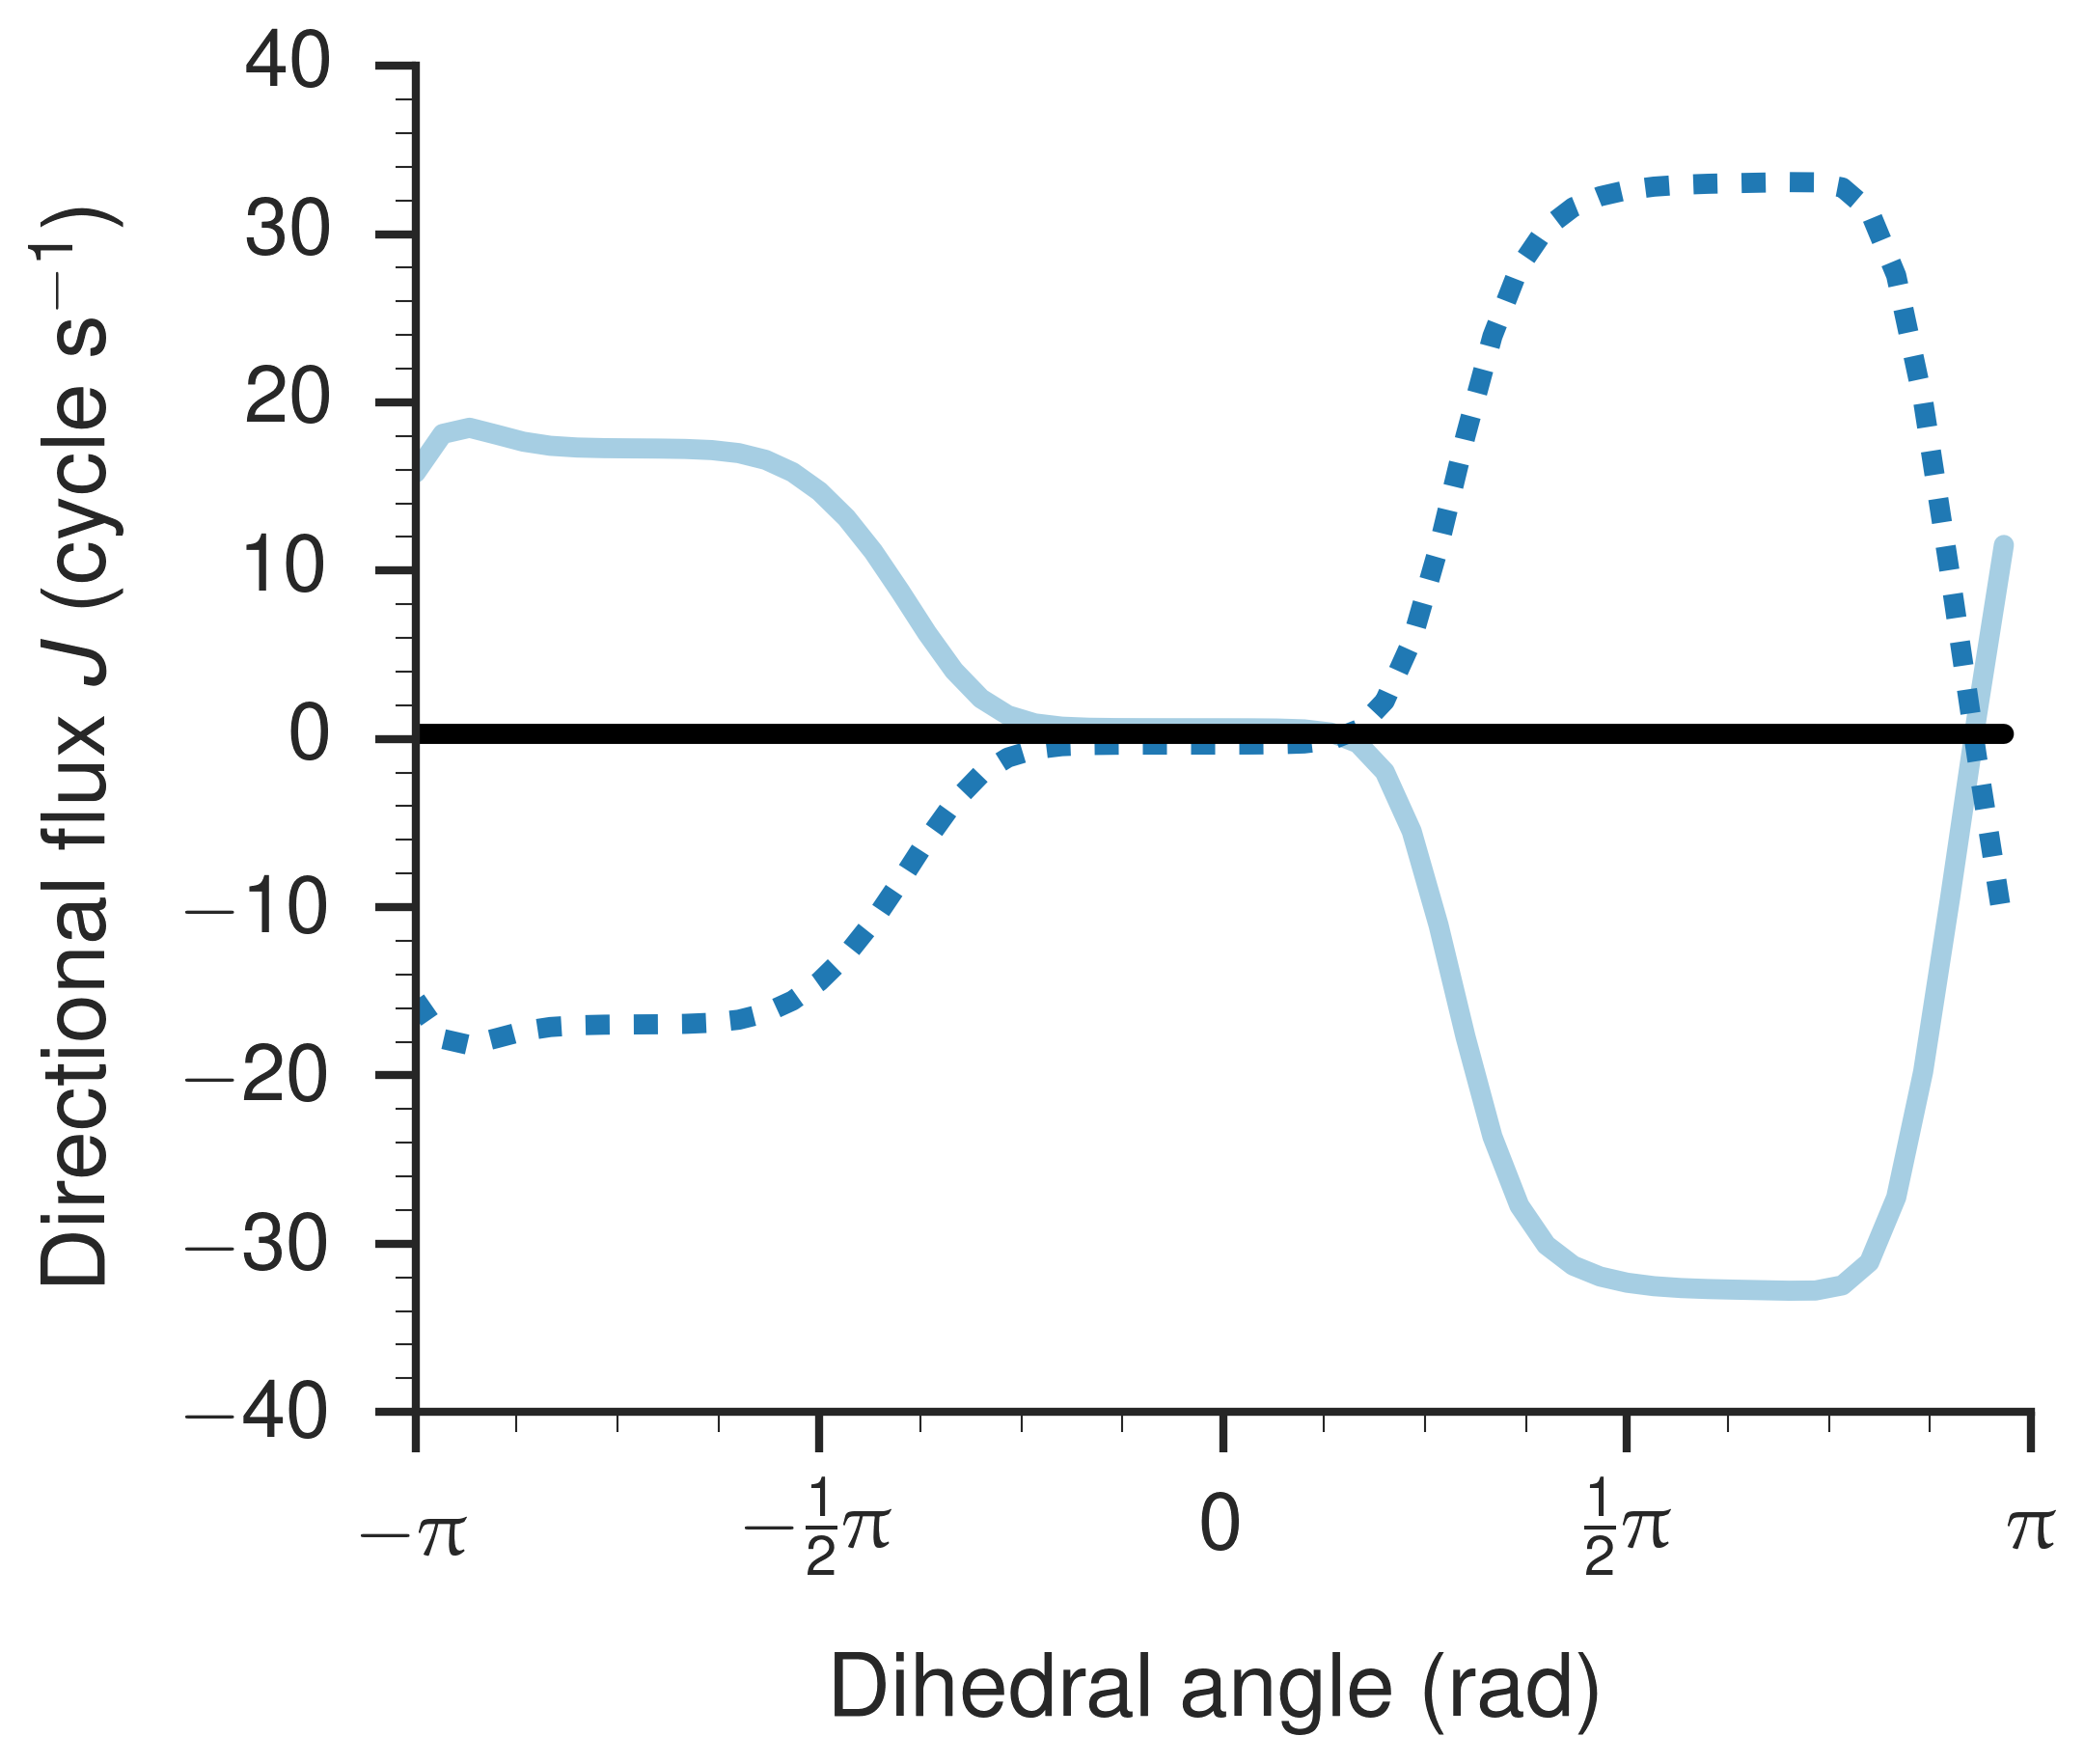 Directional flux J (cycle s⁻¹)
40
30
20
10
0
−10
−20
−30
−40
−π
−½π
0
½π
π
Dihedral angle (rad)